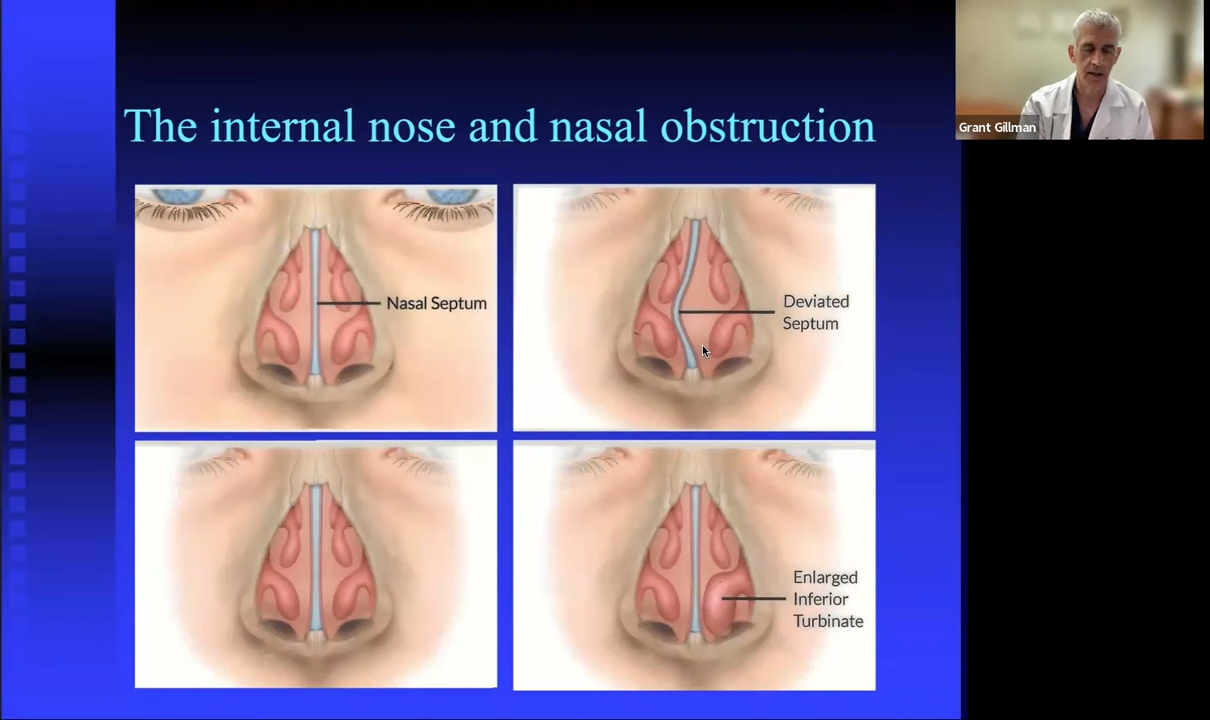 The internal nose and nasal obstruction
Grant Gillman
Nasal Septum
Deviated
Septum
Enlarged
Inferior
Turbinate